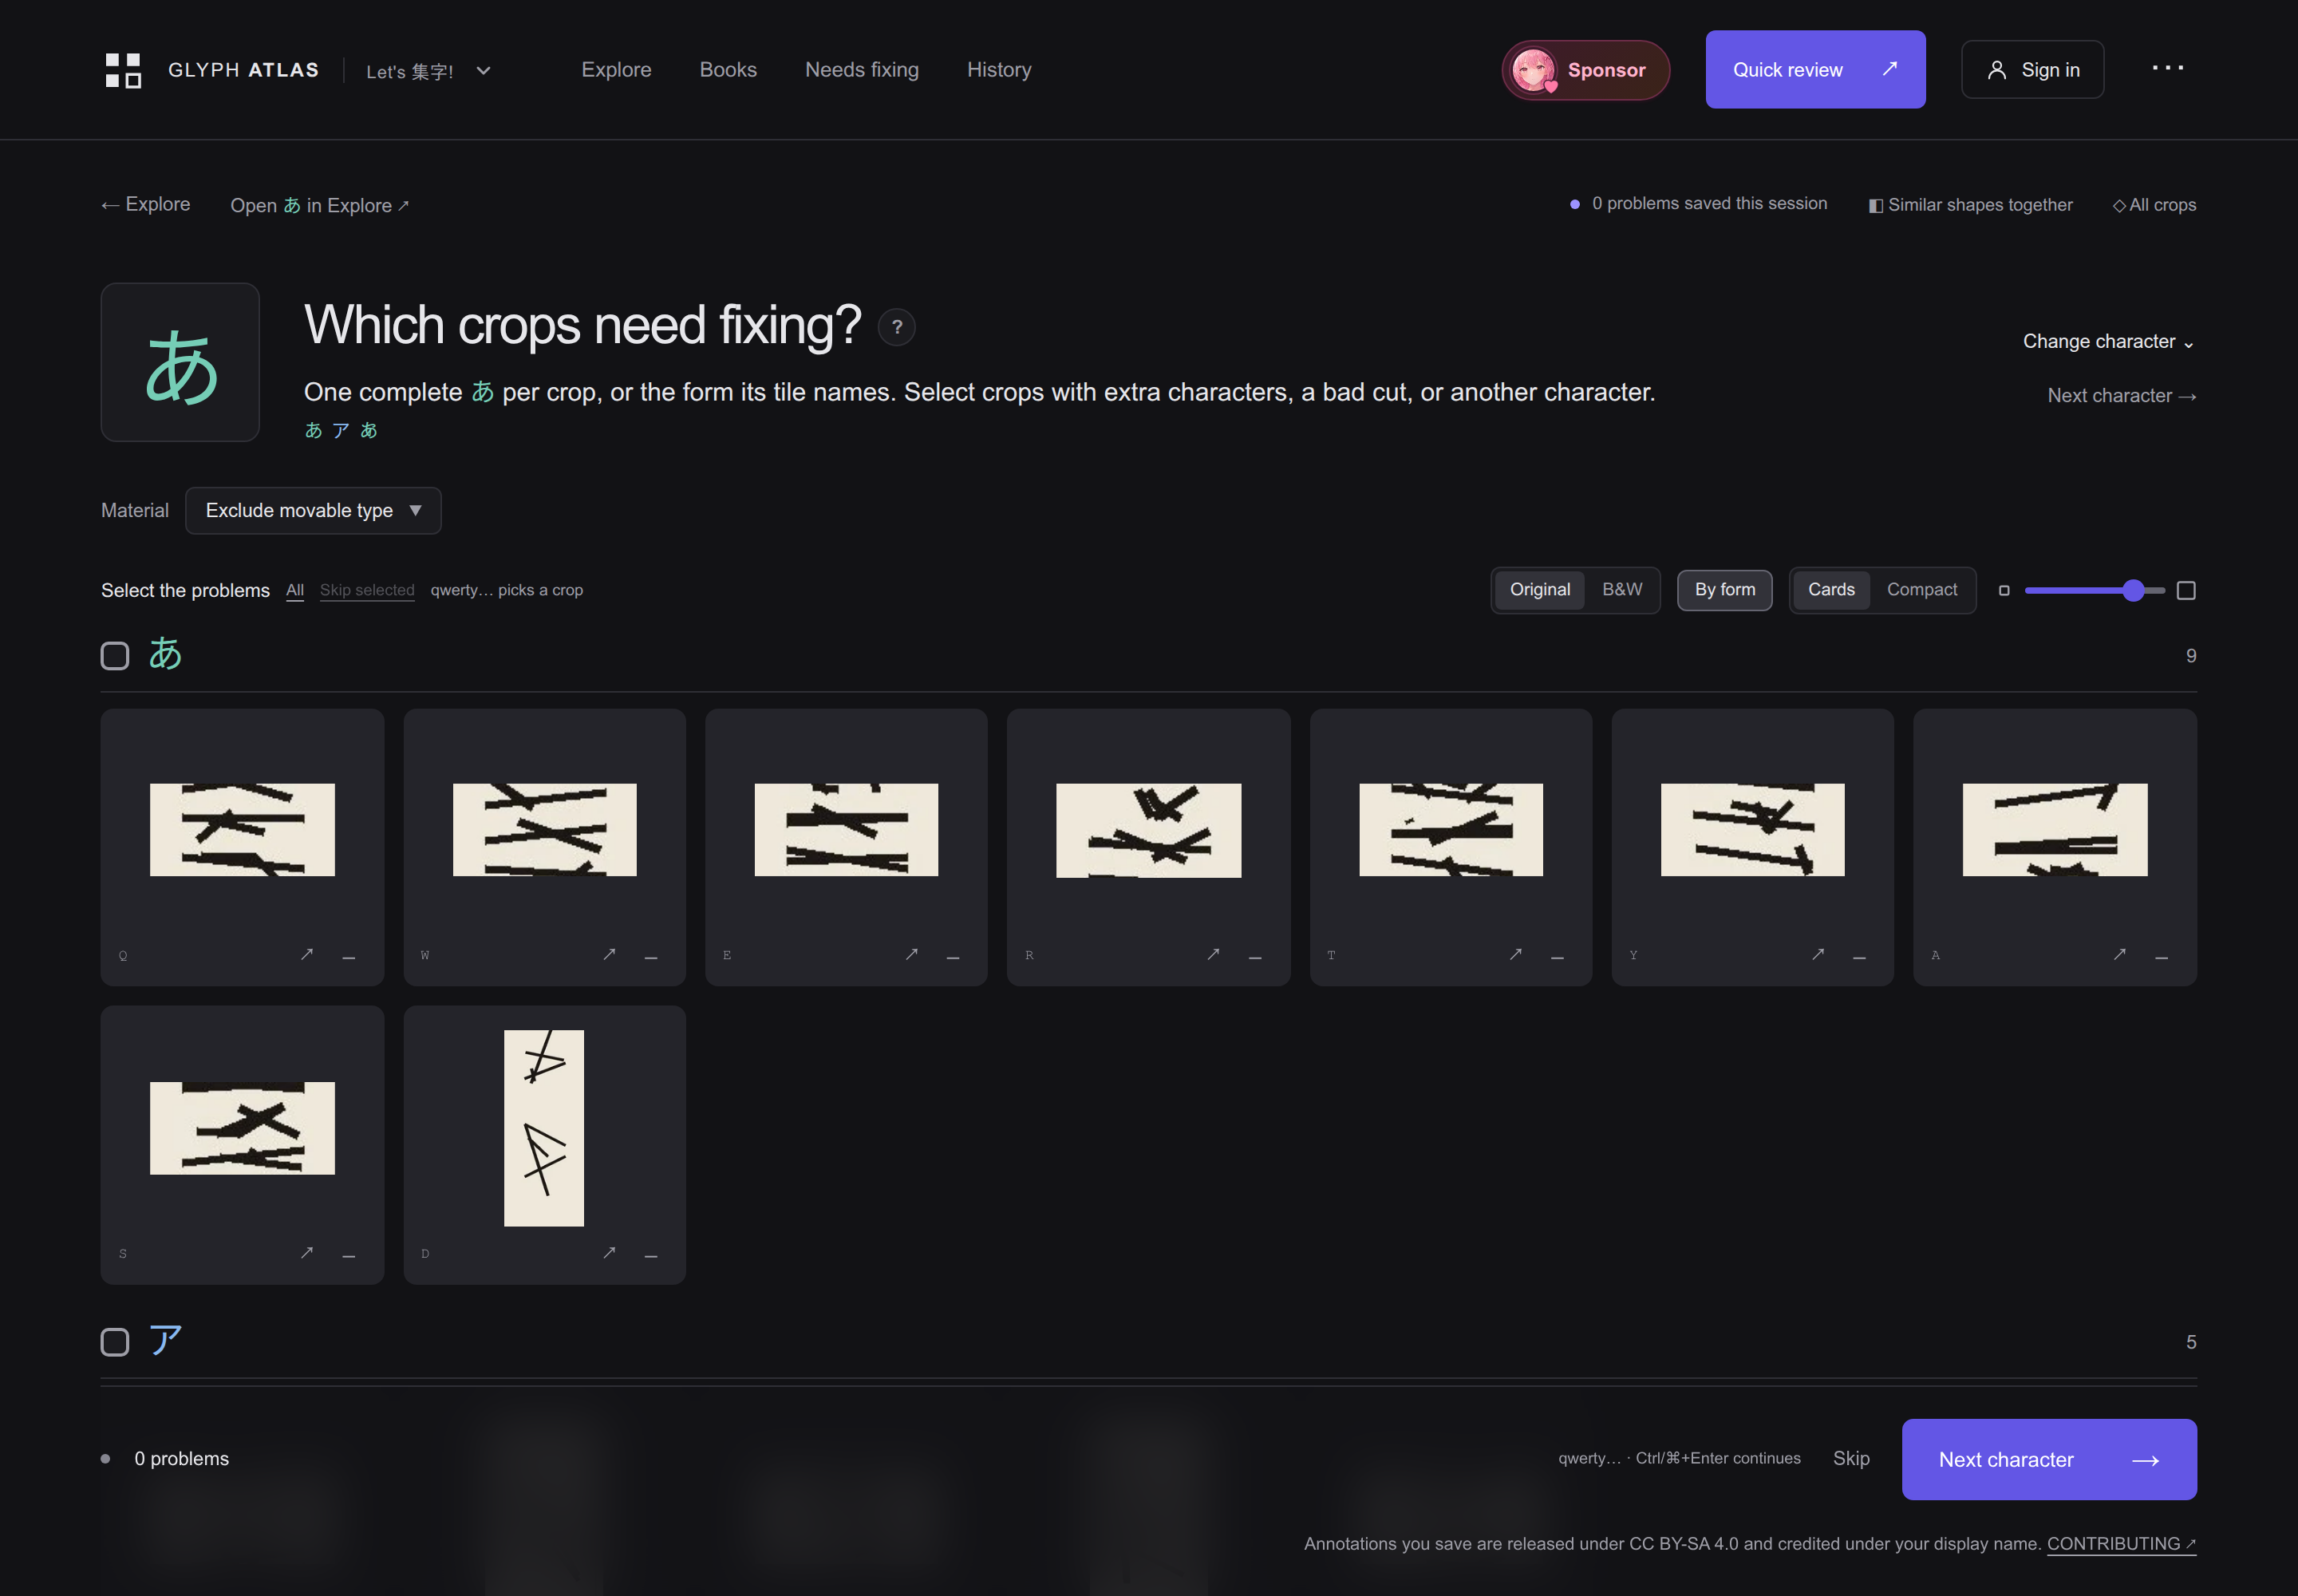 GLYPH ATLAS Let's 集字! Explore Books Needs fixing History Sponsor Quick review ↗ Sign in ···
← Explore Open あ in Explore ↗ 0 problems saved this session ◧ Similar shapes together ◇ All crops
あ
Which crops need fixing? ?
One complete あ per crop, or the form its tile names. Select crops with extra characters, a bad cut, or another character.
あ ア あ
Change character ⌄
Next character →
Material Exclude movable type ▼
Select the problems All Skip selected qwerty… picks a crop Original B&W By form Cards Compact
あ 9
Q ↗ – W ↗ – E ↗ – R ↗ – T ↗ – Y ↗ – A ↗ –
S ↗ – D ↗ –
ア 5
0 problems qwerty… · Ctrl/⌘+Enter continues Skip Next character →
Annotations you save are released under CC BY-SA 4.0 and credited under your display name. CONTRIBUTING ↗